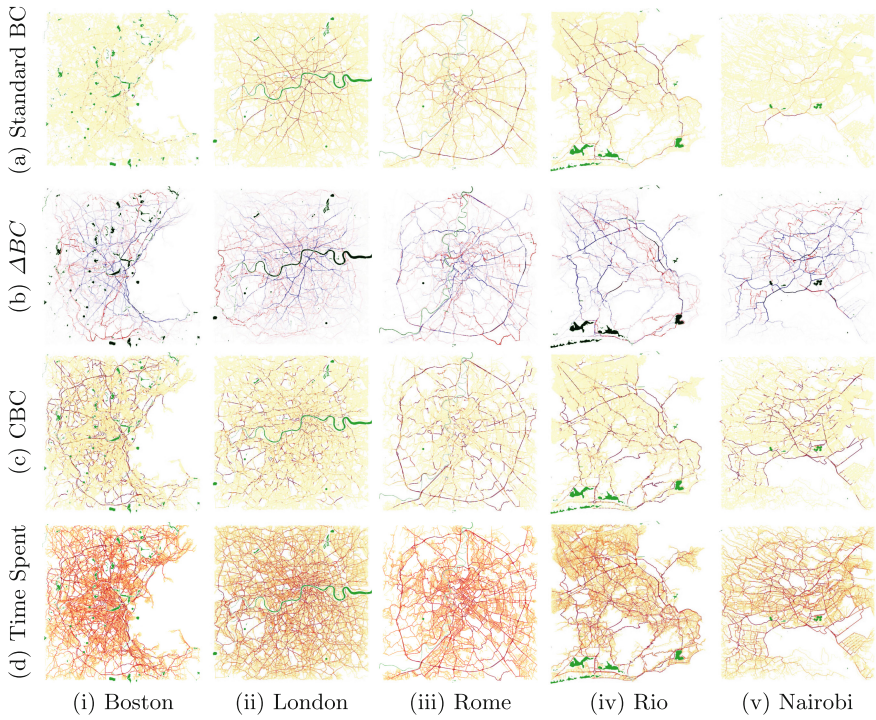 (a) Standard BC
(b) ΔBC
(c) CBC
(d) Time Spent
(i) Boston
(ii) London
(iii) Rome
(iv) Rio
(v) Nairobi